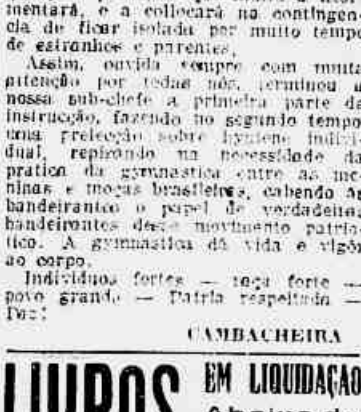 mentará, e a collocará na contingen-
cia de ficar isolada por muito tempo
de extranhos e parentes.
Assim, ouvida sempre com muita
attenção por todas nós, terminou a
nossa sub-chefe a primeira parte da
instrucção, fazendo no segundo tempo
uma prelecção sobre hygiene indivi-
dual, repizando na necessidade da
pratica da gymnastica entre as me-
ninas e moças brasileiras, cabendo ás
bandeirantes o papel de verdadeiras
bandeirantes desse movimento patrio-
tico. A gymnastica dá vida e vigôr
ao corpo.
Individuos fortes — raça forte —
povo grande — Patria respeitada —
Paz!
CAMBACHEIRA
LIVROS EM LIQUIDAÇÃO